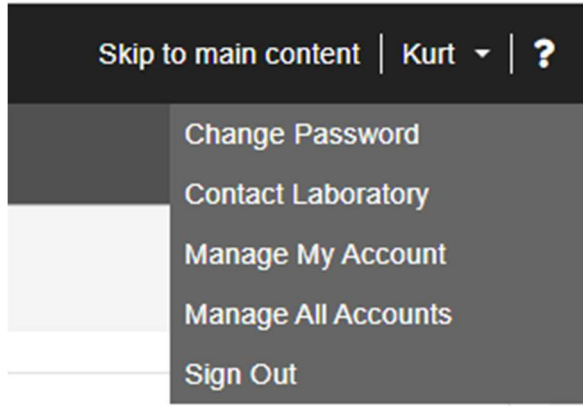 Skip to main content | Kurt ?
Change Password
Contact Laboratory
Manage My Account
Manage All Accounts
Sign Out